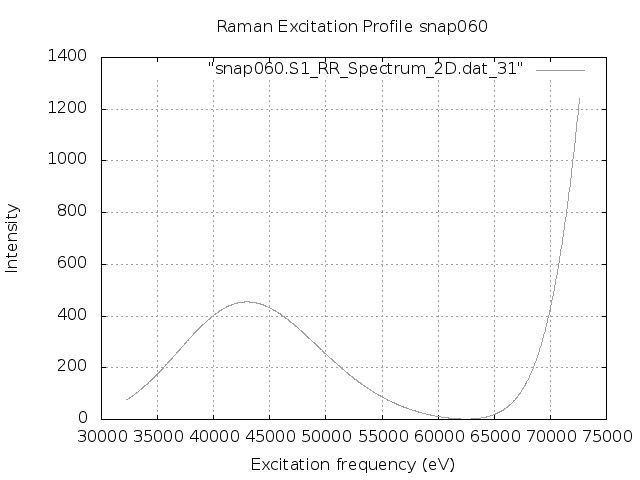 Raman Excitation Profile snap060
"snap060.S1_RR_Spectrum_2D.dat_31"
1400
1200
1000
800
600
400
200
0
30000 35000 40000 45000 50000 55000 60000 65000 70000 75000
Intensity
Excitation frequency (eV)